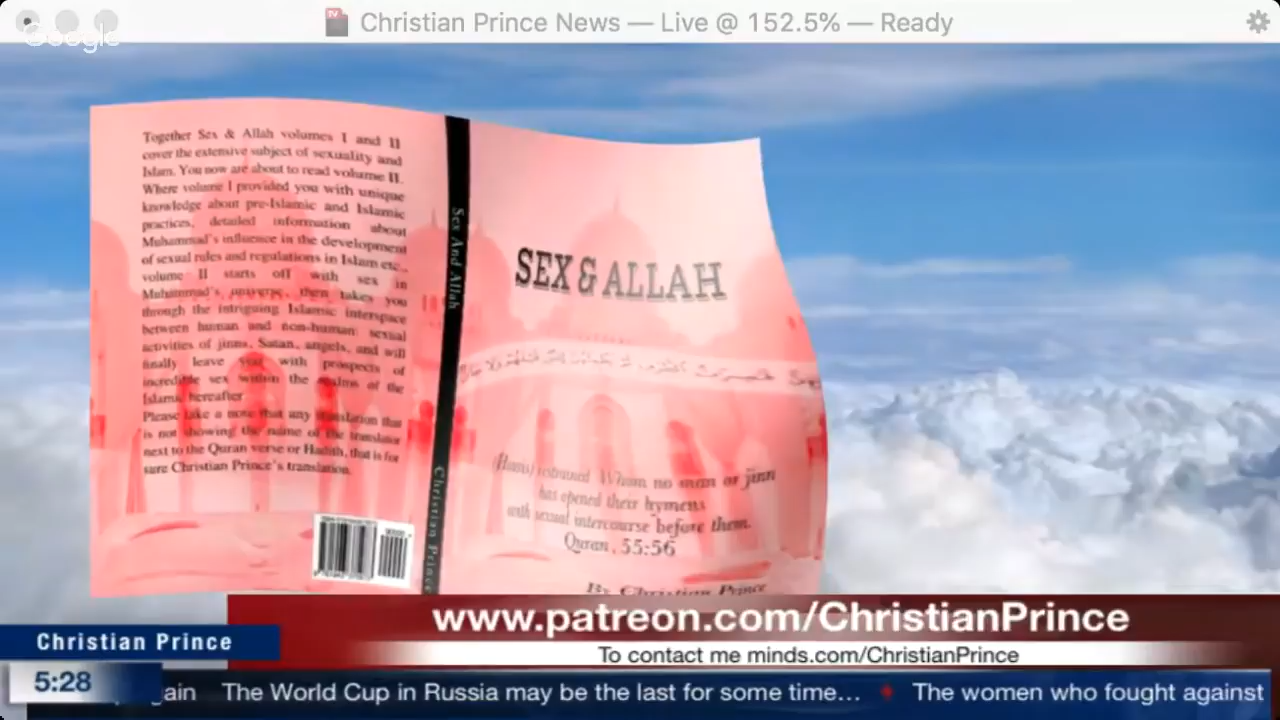 Christian Prince News — Live @ 152.5% — Ready
Google
Together Sex & Allah volumes I and II
cover the extensive subject of sexuality and
Islam. You now are about to read volume II.
Where volume I provided you with unique
knowledge about pre-Islamic and Islamic
practices, detailed information about
Muhammad's influence in the development
of sexual rules and regulations in Islam etc.,
volume II starts off with sex in
Muhammad's universe, then takes you
through the intriguing Islamic interspace
between human and non-human sexual
activities of jinns, Satan, angels, and will
finally leave you with prospects of
incredible sex within the realms of the
Islamic hereafter
Please take a note that any translation that
is not showing the name of the translator
next to the Quran verse or Hadith, that is for
sure Christian Prince's translation.
Sex And Allah
Christian Prince
SEX & ALLAH
restrained Whom no man or jinn
has opened their hymens
with sexual intercourse before them.
Quran, 55:56
By Christian Prince
www.patreon.com/ChristianPrince
To contact me minds.com/ChristianPrince
Christian Prince
5:28
gain The World Cup in Russia may be the last for some time... The women who fought against